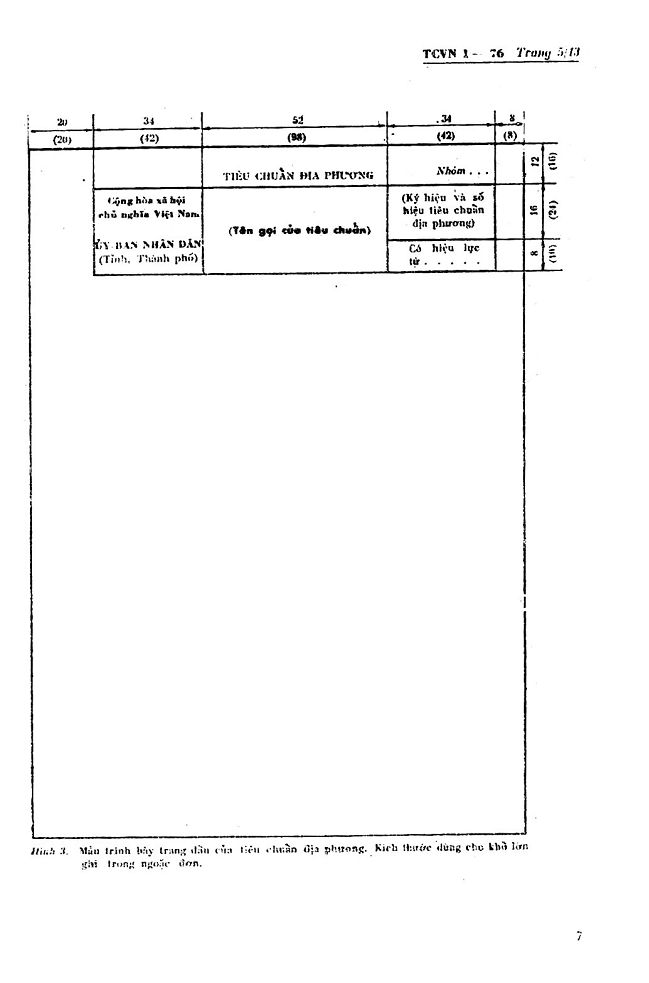 TCVN 1 – 76 Trang 5/13
20 34 52 34 8
(20) (42) (98) (42) (8)
TIÊU CHUẨN ĐỊA PHƯƠNG
Nhóm . . .
12
(16)
Cộng hòa xã hội
chủ nghĩa Việt Nam
ỦY BAN NHÂN DÂN
(Tỉnh, Thành phố)
(Tên gọi của tiêu chuẩn)
(Ký hiệu và số
hiệu tiêu chuẩn
địa phương)
16
(24)
Có hiệu lực
từ . . . . .
8
(10)
Hình 3. Mẫu trình bày trang đầu của tiêu chuẩn địa phương. Kích thước dùng cho khổ lớn
ghi trong ngoặc đơn.
7